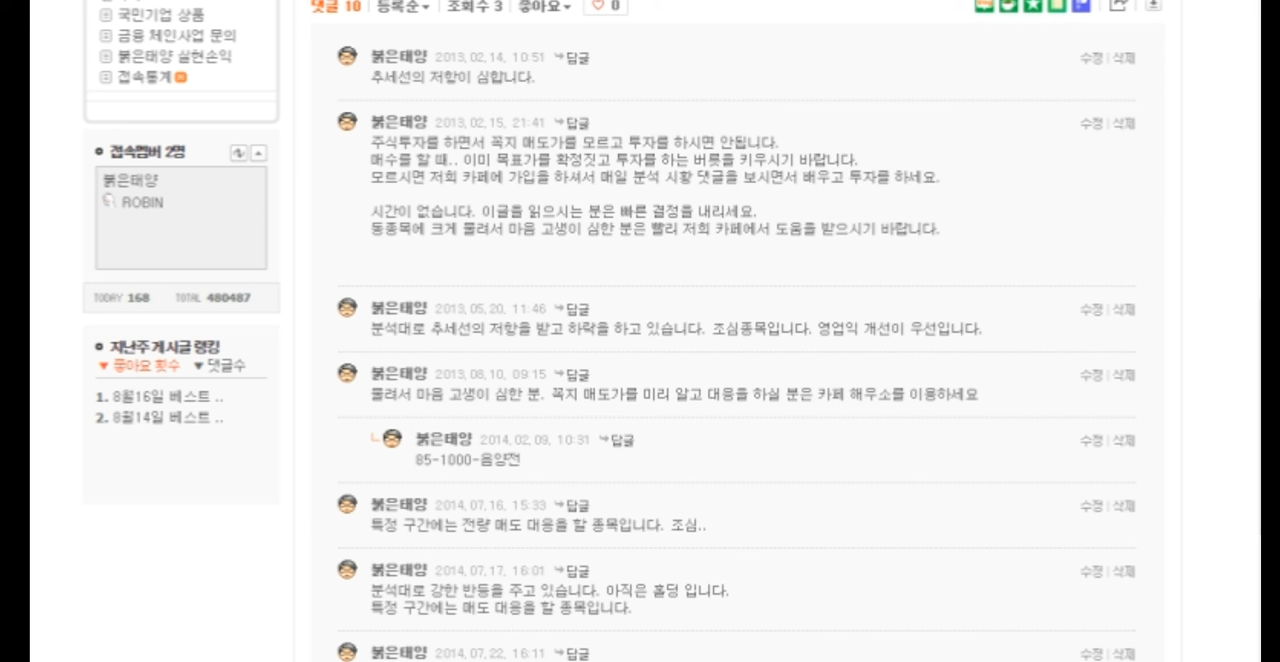 국민기업 상품
금융 체인사업 문의
붉은태양 실현손익
접속통계
접속멤버 2명
붉은태양
ROBIN
TODAY 168 TOTAL 480487
지난주 게시글 랭킹
▼ 좋아요 횟수 ▼ 댓글수
1. 8월16일 베스트 ..
2. 8월14일 베스트 ..
댓글 10 | 등록순 | 조회수 3 | 좋아요 ♡ 0
붉은태양 2013.02.14. 10:51 답글 수정 | 삭제
추세선의 저항이 심합니다.
붉은태양 2013.02.15. 21:41 답글 수정 | 삭제
주식투자를 하면서 꼭지 매도가를 모르고 투자를 하시면 안됩니다.
매수를 할 때.. 이미 목표가를 확정짓고 투자를 하는 버릇을 키우시기 바랍니다.
모르시면 저희 카페에 가입을 하셔서 매일 분석 시황 댓글을 보시면서 배우고 투자를 하세요.
시간이 없습니다. 이글을 읽으시는 분은 빠른 결정을 내리세요.
동종목에 크게 물려서 마음 고생이 심한 분은 빨리 저희 카페에서 도움을 받으시기 바랍니다.
붉은태양 2013.05.20. 11:46 답글 수정 | 삭제
분석대로 추세선의 저항을 받고 하락을 하고 있습니다. 조심종목입니다. 영업익 개선이 우선입니다.
붉은태양 2013.08.10. 09:15 답글 수정 | 삭제
물려서 마음 고생이 심한 분. 꼭지 매도가를 미리 알고 대응을 하실 분은 카페 해우소를 이용하세요
붉은태양 2014.02.09. 10:31 답글 수정 | 삭제
85-1000-음양전
붉은태양 2014.07.16. 15:33 답글 수정 | 삭제
특정 구간에는 전량 매도 대응을 할 종목입니다. 조심..
붉은태양 2014.07.17. 16:01 답글 수정 | 삭제
분석대로 강한 반등을 주고 있습니다. 아직은 홀딩 입니다.
특정 구간에는 매도 대응을 할 종목입니다.
붉은태양 2014.07.22. 16:11 답글 수정 | 삭제